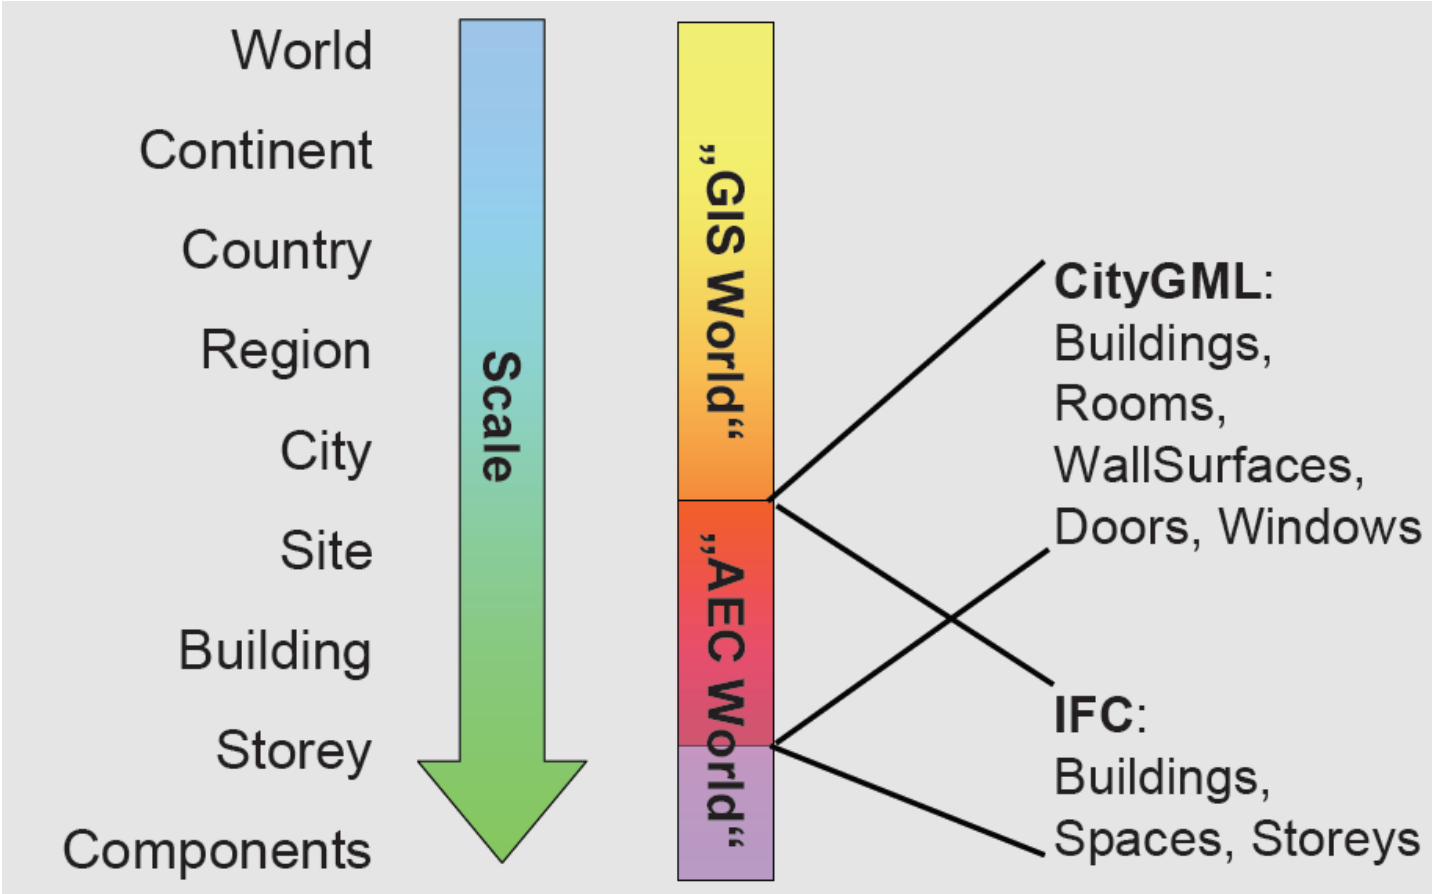 World
Continent
Country
Region
City
Site
Building
Storey
Components
Scale
„GIS World“
„AEC World“
CityGML:
Buildings,
Rooms,
WallSurfaces,
Doors, Windows
IFC:
Buildings,
Spaces, Storeys